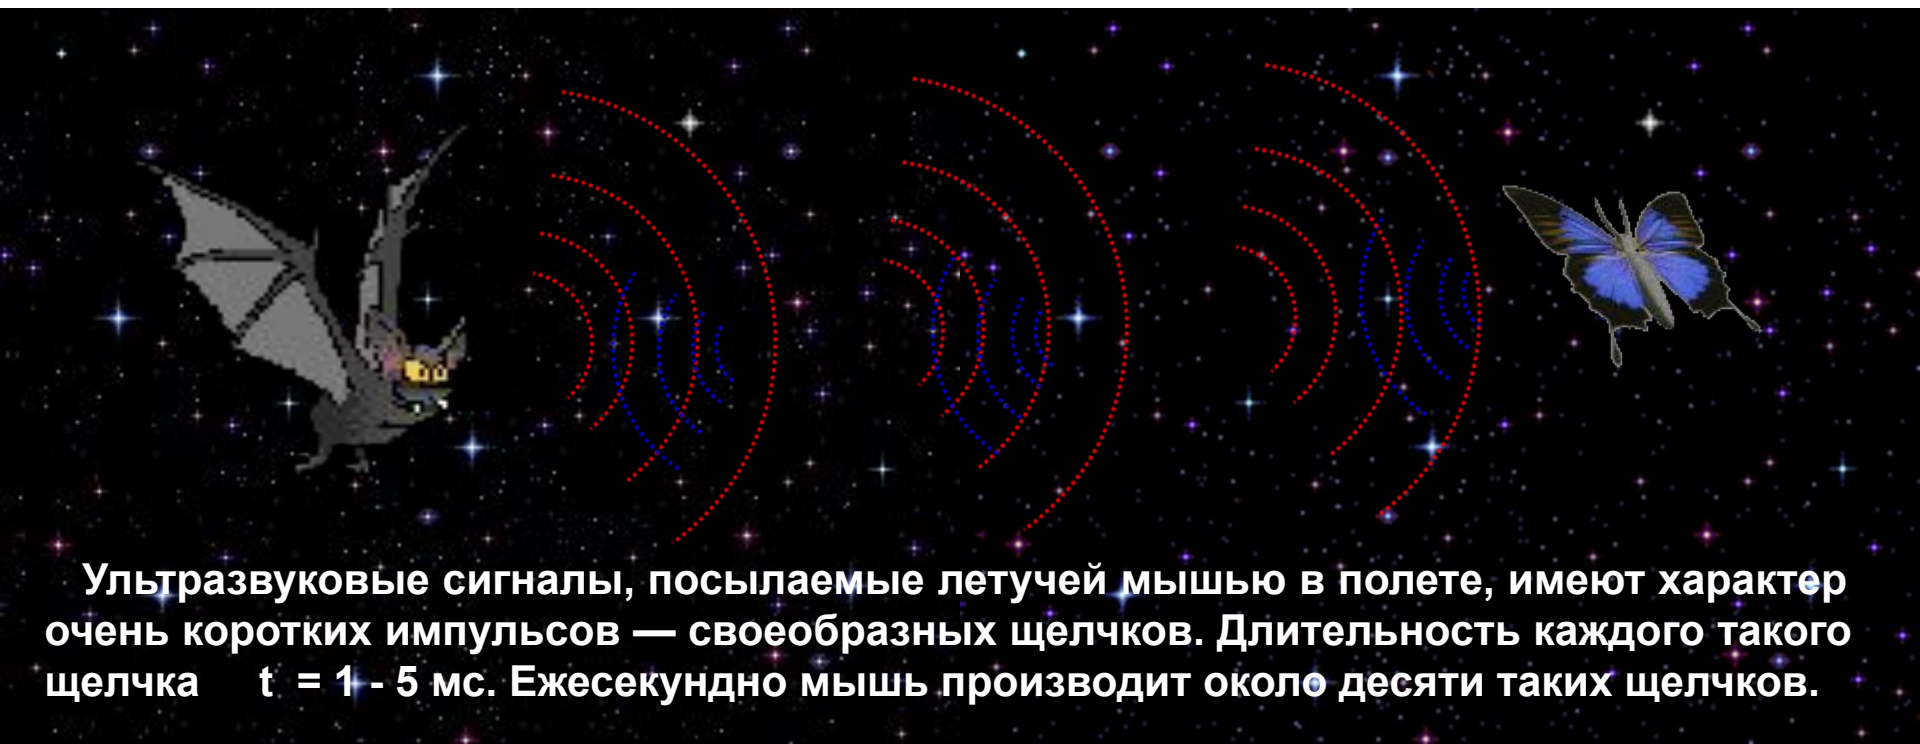 Ультразвуковые сигналы, посылаемые летучей мышью в полете, имеют характер
очень коротких импульсов — своеобразных щелчков. Длительность каждого такого
щелчка t = 1 - 5 мс. Ежесекундно мышь производит около десяти таких щелчков.